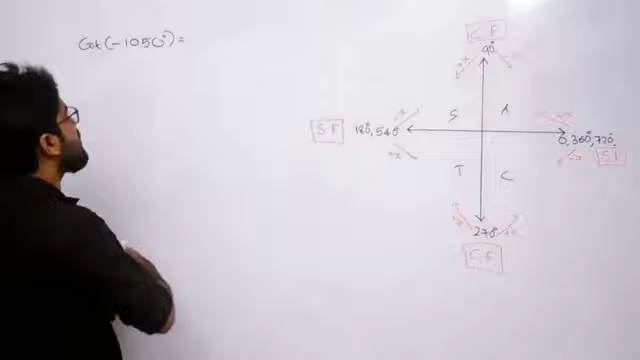 Cot(-1050°)=
C F
90°
S A
S F 180°, 540° 0, 360°, 720°,
T C
270°
C F